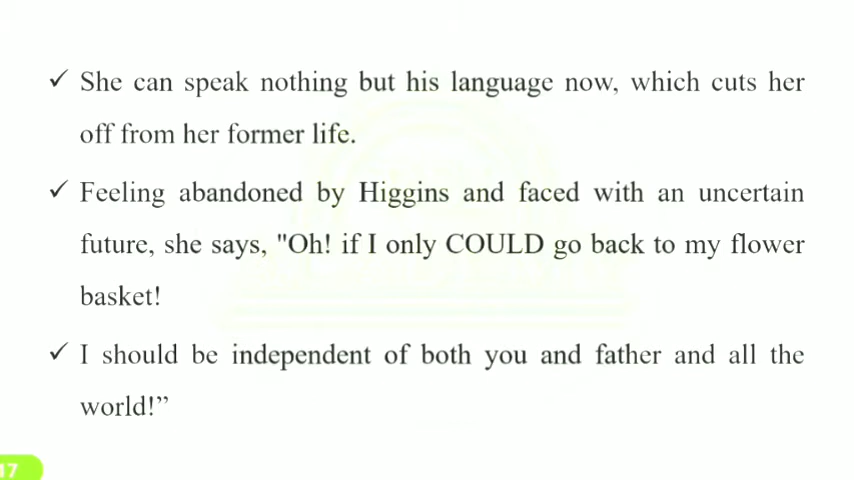 ✓ She can speak nothing but his language now, which cuts her
off from her former life.
✓ Feeling abandoned by Higgins and faced with an uncertain
future, she says, "Oh! if I only COULD go back to my flower
basket!
✓ I should be independent of both you and father and all the
world!”
17